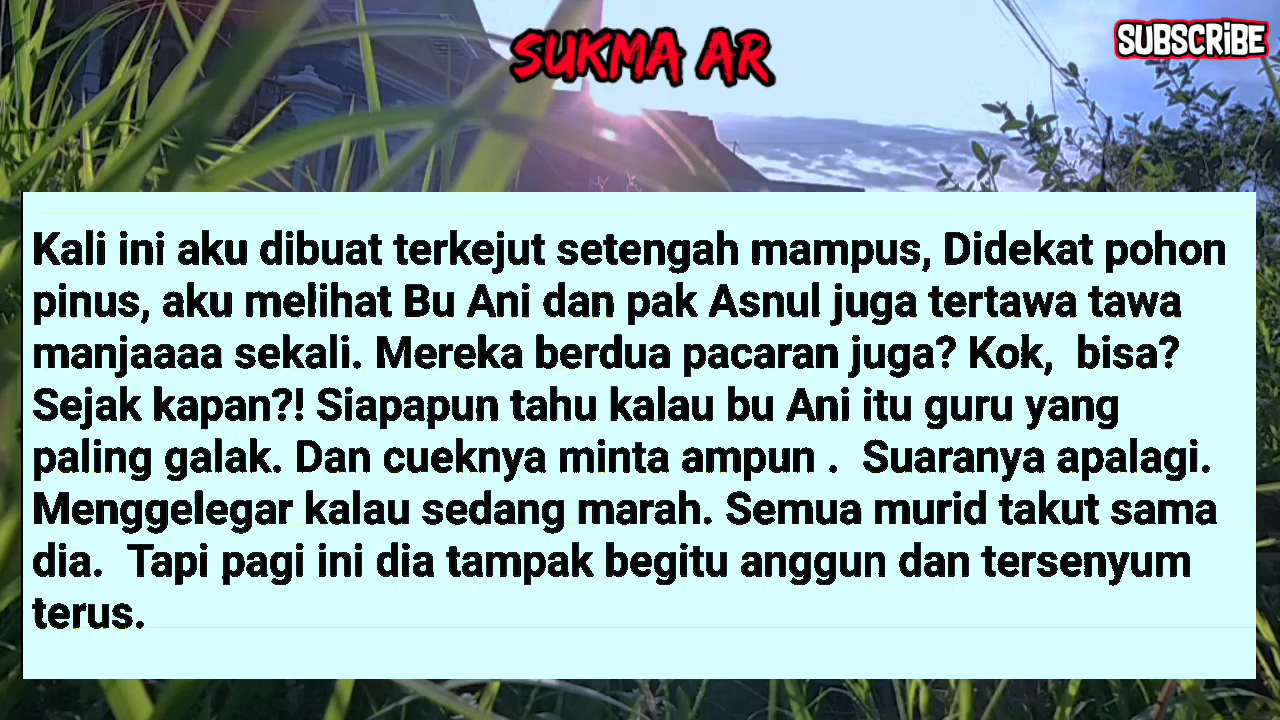 SUKMA AR
SUBSCRiBE
Kali ini aku dibuat terkejut setengah mampus, Didekat pohon
pinus, aku melihat Bu Ani dan pak Asnul juga tertawa tawa
manjaaaa sekali. Mereka berdua pacaran juga? Kok,  bisa?
Sejak kapan?! Siapapun tahu kalau bu Ani itu guru yang
paling galak. Dan cueknya minta ampun .  Suaranya apalagi.
Menggelegar kalau sedang marah. Semua murid takut sama
dia.  Tapi pagi ini dia tampak begitu anggun dan tersenyum
terus.